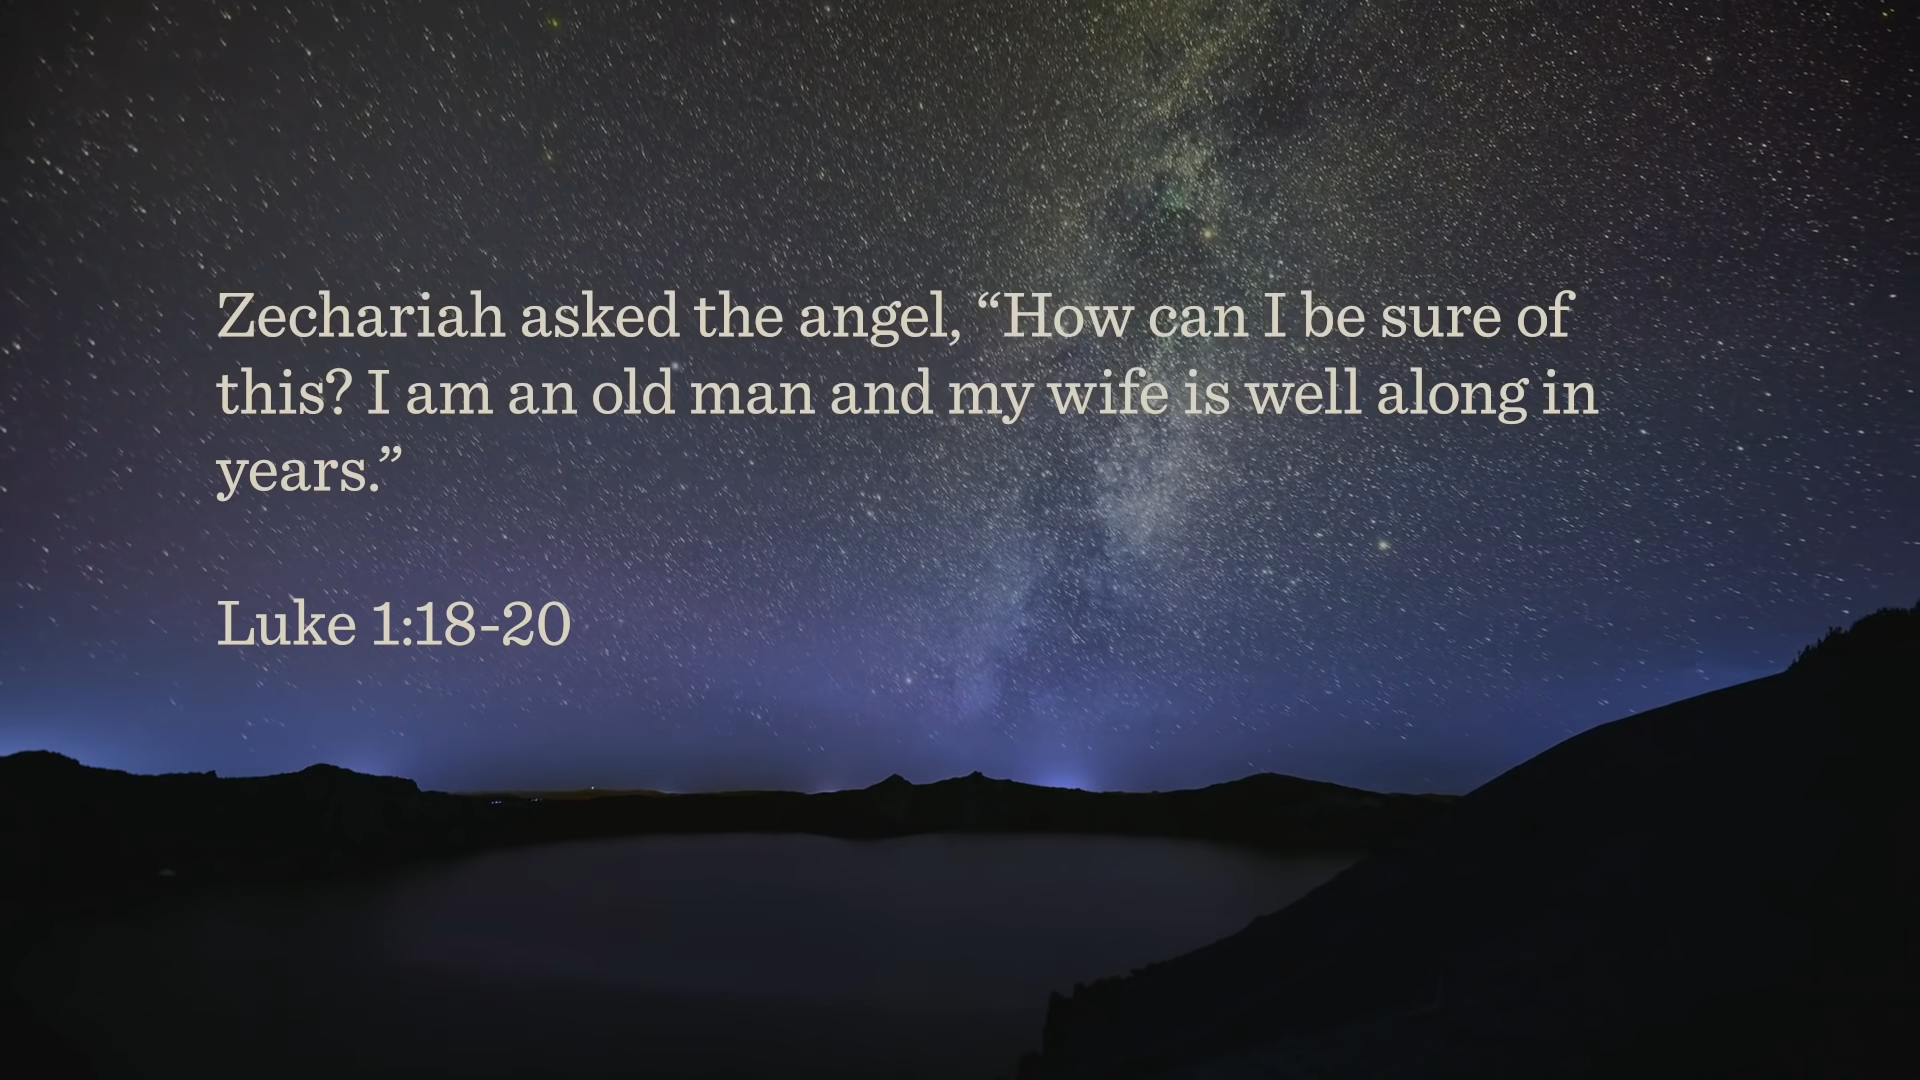 Zechariah asked the angel, “How can I be sure of
this? I am an old man and my wife is well along in
years.”
Luke 1:18-20